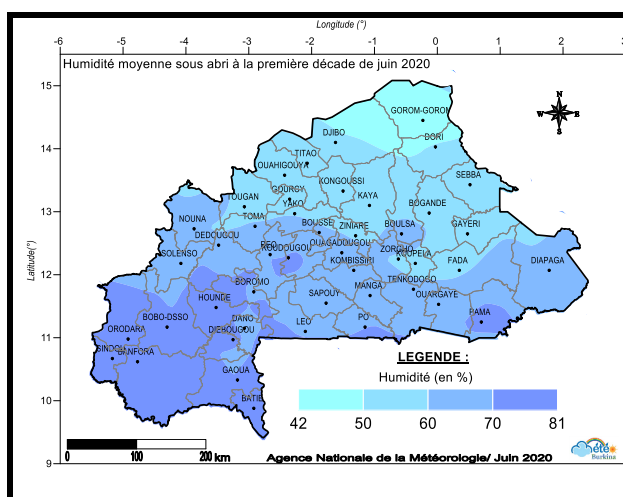 Longitude (°)
-6 -5 -4 -3 -2 -1 0 1 2 3
Humidité moyenne sous abri à la première décade de juin 2020
15
14
13
12
11
10
9
Latitude(°)
N
W E
S
GOROM-GOROM
DJIBO DORI
TITAO
OUAHIGOUYA
KONGOUSSI SEBBA
GOURCY
TOUGAN YAKO KAYA BOGANDE
NOUNA TOMA BOUSSE ZINIARE BOULSA GAYERI
DEDOUGOU REO KOUDOUGOU OUAGADOUGOU ZORGHO
SOLENSO KOMBISSIRI KOUPELA FADA DIAPAGA
BOROMO MANGA TENKODOGO
HOUNDE SAPOUY OUARGAYE
BOBO-DSSO DANO LEO PO PAMA
ORODARA DIEBOUGOU
SINDOU BANFORA
GAOUA
BATIE
LEGENDE :
Humidité (en %)
42 50 60 70 81
0 100 200 km
Agence Nationale de la Météorologie/ Juin 2020
météo
Burkina